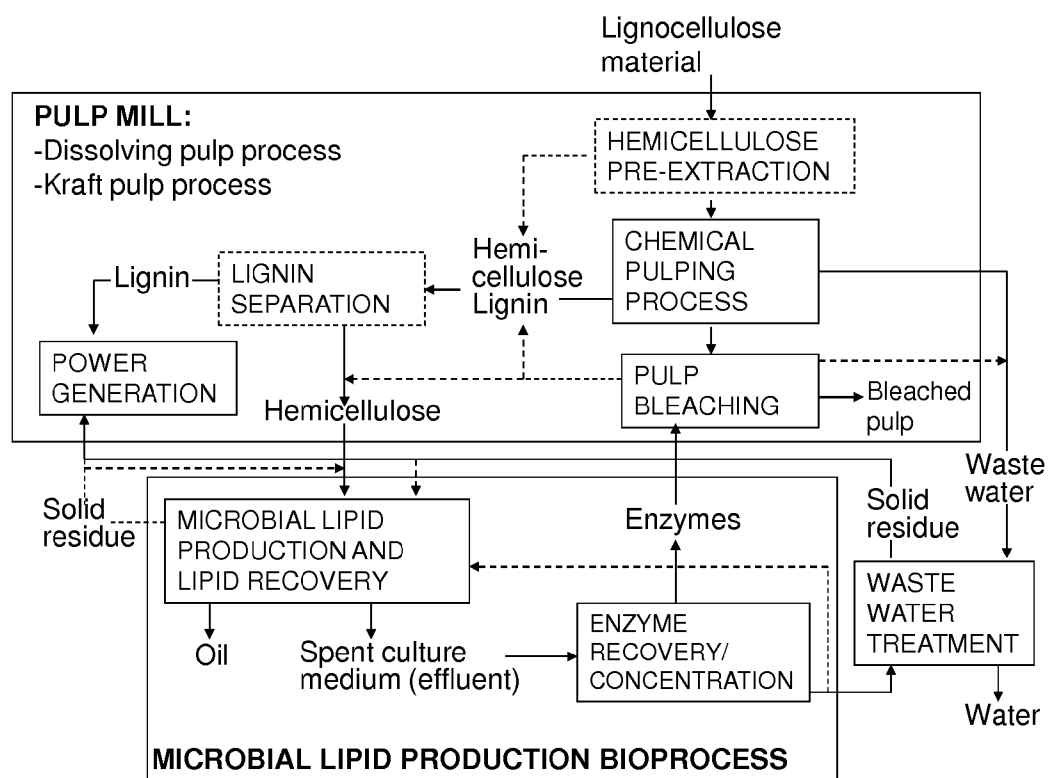 Lignocellulose
material
PULP MILL:
-Dissolving pulp process
-Kraft pulp process
HEMICELLULOSE
PRE-EXTRACTION
CHEMICAL
PULPING
PROCESS
Hemi-
cellulose
Lignin
LIGNIN
SEPARATION
Lignin
POWER
GENERATION
Hemicellulose
PULP
BLEACHING
Bleached
pulp
Waste
water
Solid
residue
Solid
residue
MICROBIAL LIPID
PRODUCTION AND
LIPID RECOVERY
Enzymes
WASTE
WATER
TREATMENT
Oil
Spent culture
medium (effluent)
ENZYME
RECOVERY/
CONCENTRATION
Water
MICROBIAL LIPID PRODUCTION BIOPROCESS